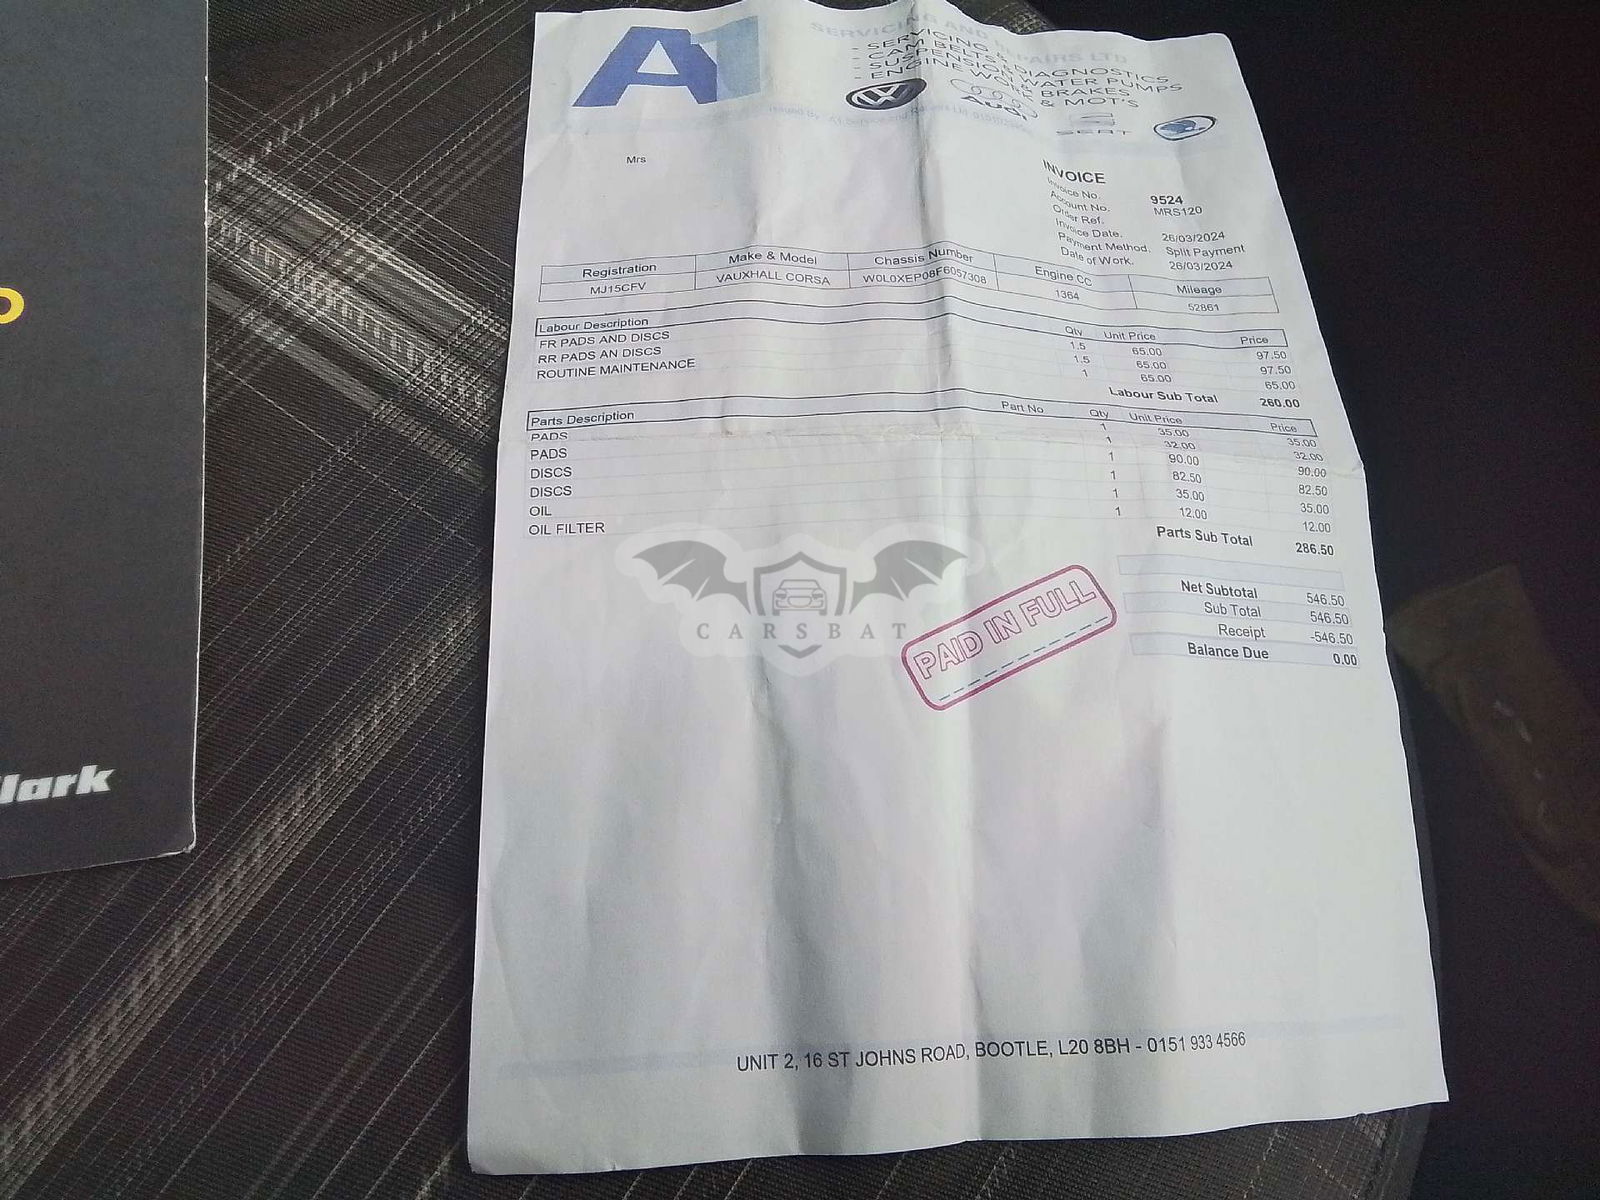 A1
SERVICING AND REPAIRS LTD
- SERVICING & DIAGNOSTICS
- CAM BELTS & WATER PUMPS
- SUSPENSION & BRAKES
- ENGINE WORK & MOT'S
Audi
SEAT
Mrs
INVOICE
Invoice No. 9524
Account No. MRS120
Order Ref.
Invoice Date. 26/03/2024
Payment Method. Split Payment
Date of Work. 26/03/2024
Registration Make & Model Chassis Number Engine CC Mileage
MJ15CFV VAUXHALL CORSA W0L0XEP08F6057308 1364 52861
Labour Description Qty Unit Price Price
FR PADS AND DISCS 1.5 65.00 97.50
RR PADS AN DISCS 1.5 65.00 97.50
ROUTINE MAINTENANCE 1 65.00 65.00
Labour Sub Total 260.00
Parts Description Part No Qty Unit Price Price
PADS 1 35.00 35.00
PADS 1 32.00 32.00
DISCS 1 90.00 90.00
DISCS 1 82.50 82.50
OIL 1 35.00 35.00
OIL FILTER 1 12.00 12.00
Parts Sub Total 286.50
Net Subtotal 546.50
Sub Total 546.50
Receipt -546.50
Balance Due 0.00
PAID IN FULL
CARSBAT
lark
UNIT 2, 16 ST JOHNS ROAD, BOOTLE, L20 8BH - 0151 933 4566